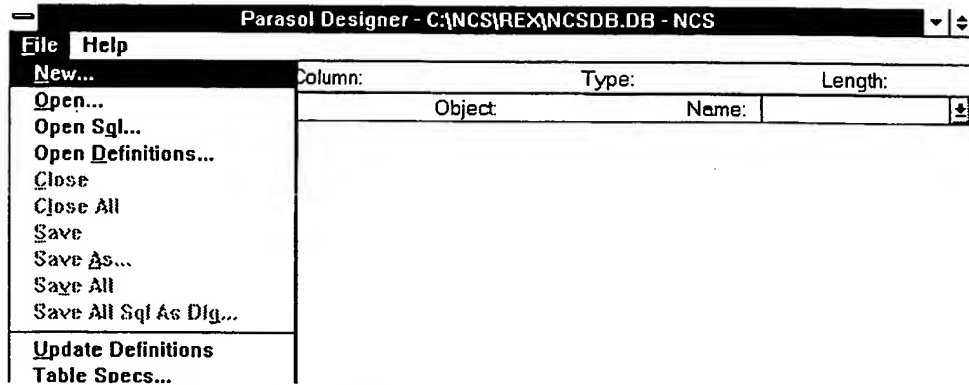 Parasol Designer - C:\NCS\REX\NCSDB.DB - NCS
File Help
New...
Column: Type: Length:
Open...
Object: Name:
Open Sql...
Open Definitions...
Close
Close All
Save
Save As...
Save All
Save All Sql As Dlg...
Update Definitions
Table Specs...